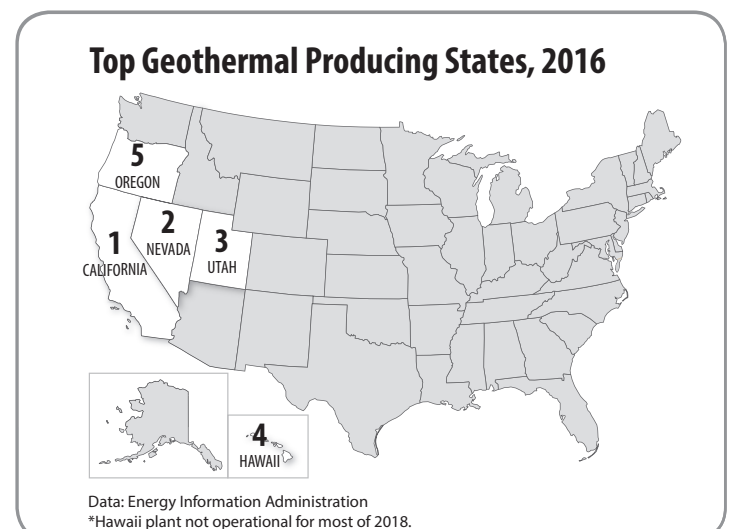 Top Geothermal Producing States, 2016
5
OREGON
2
NEVADA
3
UTAH
1
CALIFORNIA
4
HAWAII
Data: Energy Information Administration
*Hawaii plant not operational for most of 2018.